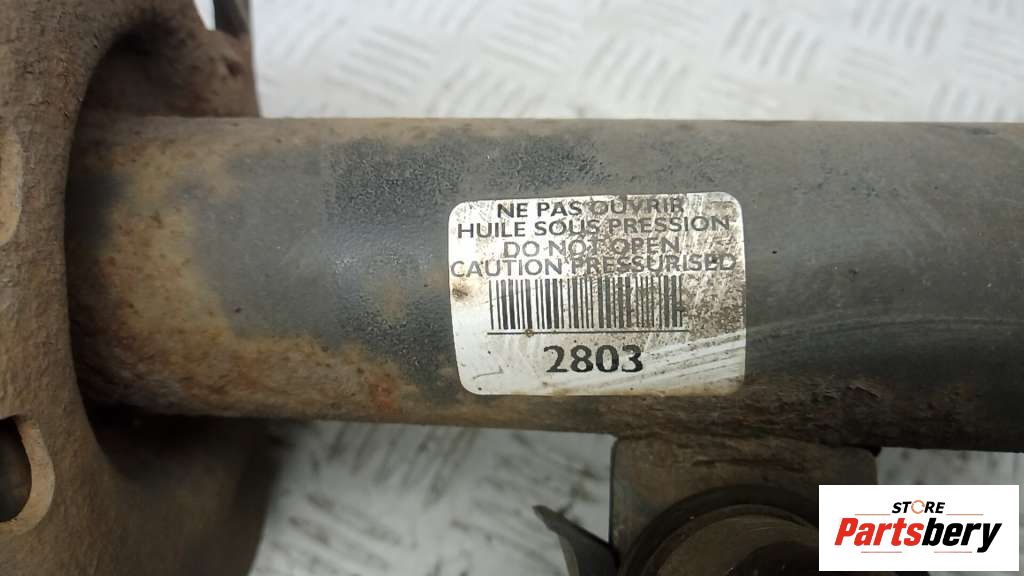 NE PAS OUVRIR
HUILE SOUS PRESSION
DO NOT OPEN
CAUTION PRESSURISED
2803
STORE
Partsbery